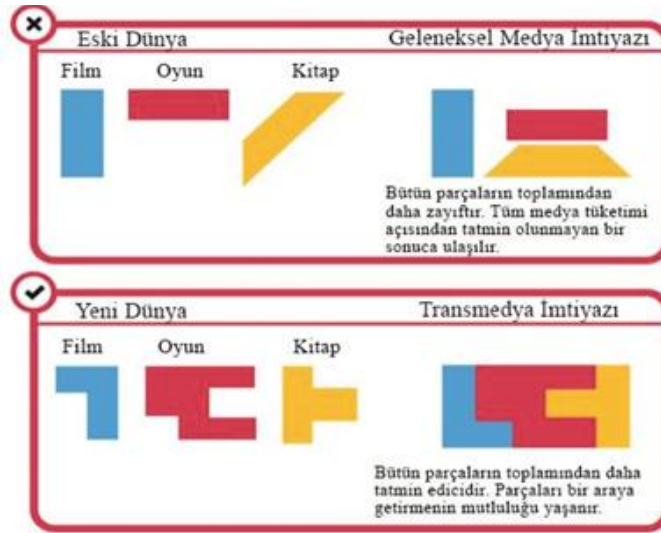 Eski Dünya
Geleneksel Medya İmtiyazı
Film
Oyun
Kitap
Bütün parçaların toplamından
daha zayıftır. Tüm medya tüketimi
açısından tatmin olunmayan bir
sonuca ulaşılır.
Yeni Dünya
Transmedya İmtiyazı
Film
Oyun
Kitap
Bütün parçaların toplamından daha
tatmin edicidir. Parçaları bir araya
getirmenin mutluluğu yaşanır.